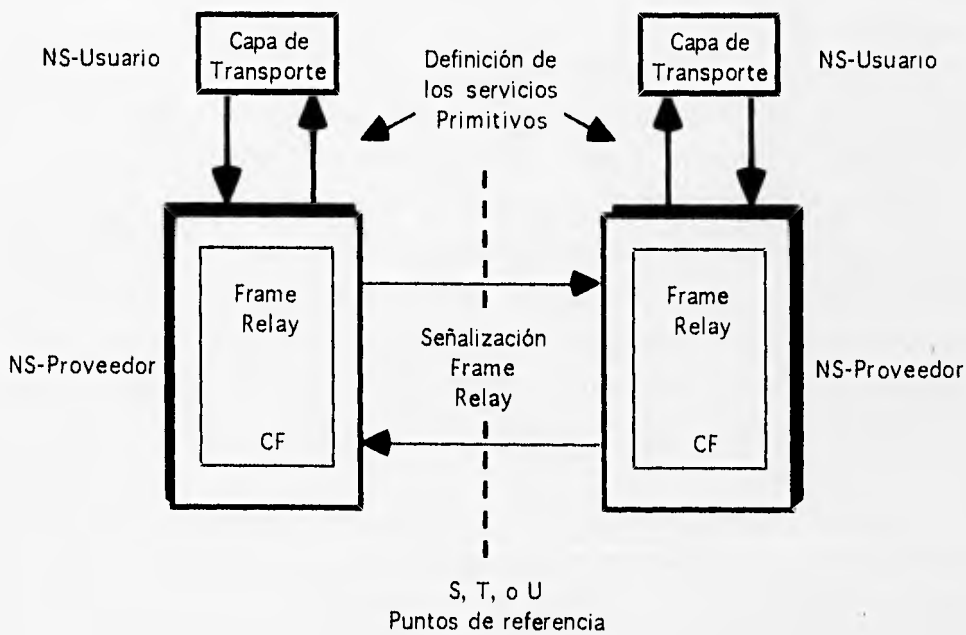 NS-Usuario
Capa de
Transporte
Definición de
los servicios
Primitivos
Capa de
Transporte
NS-Usuario
Frame
Relay
CF
NS-Proveedor
Señalización
Frame
Relay
Frame
Relay
CF
NS-Proveedor
S, T, o U
Puntos de referencia